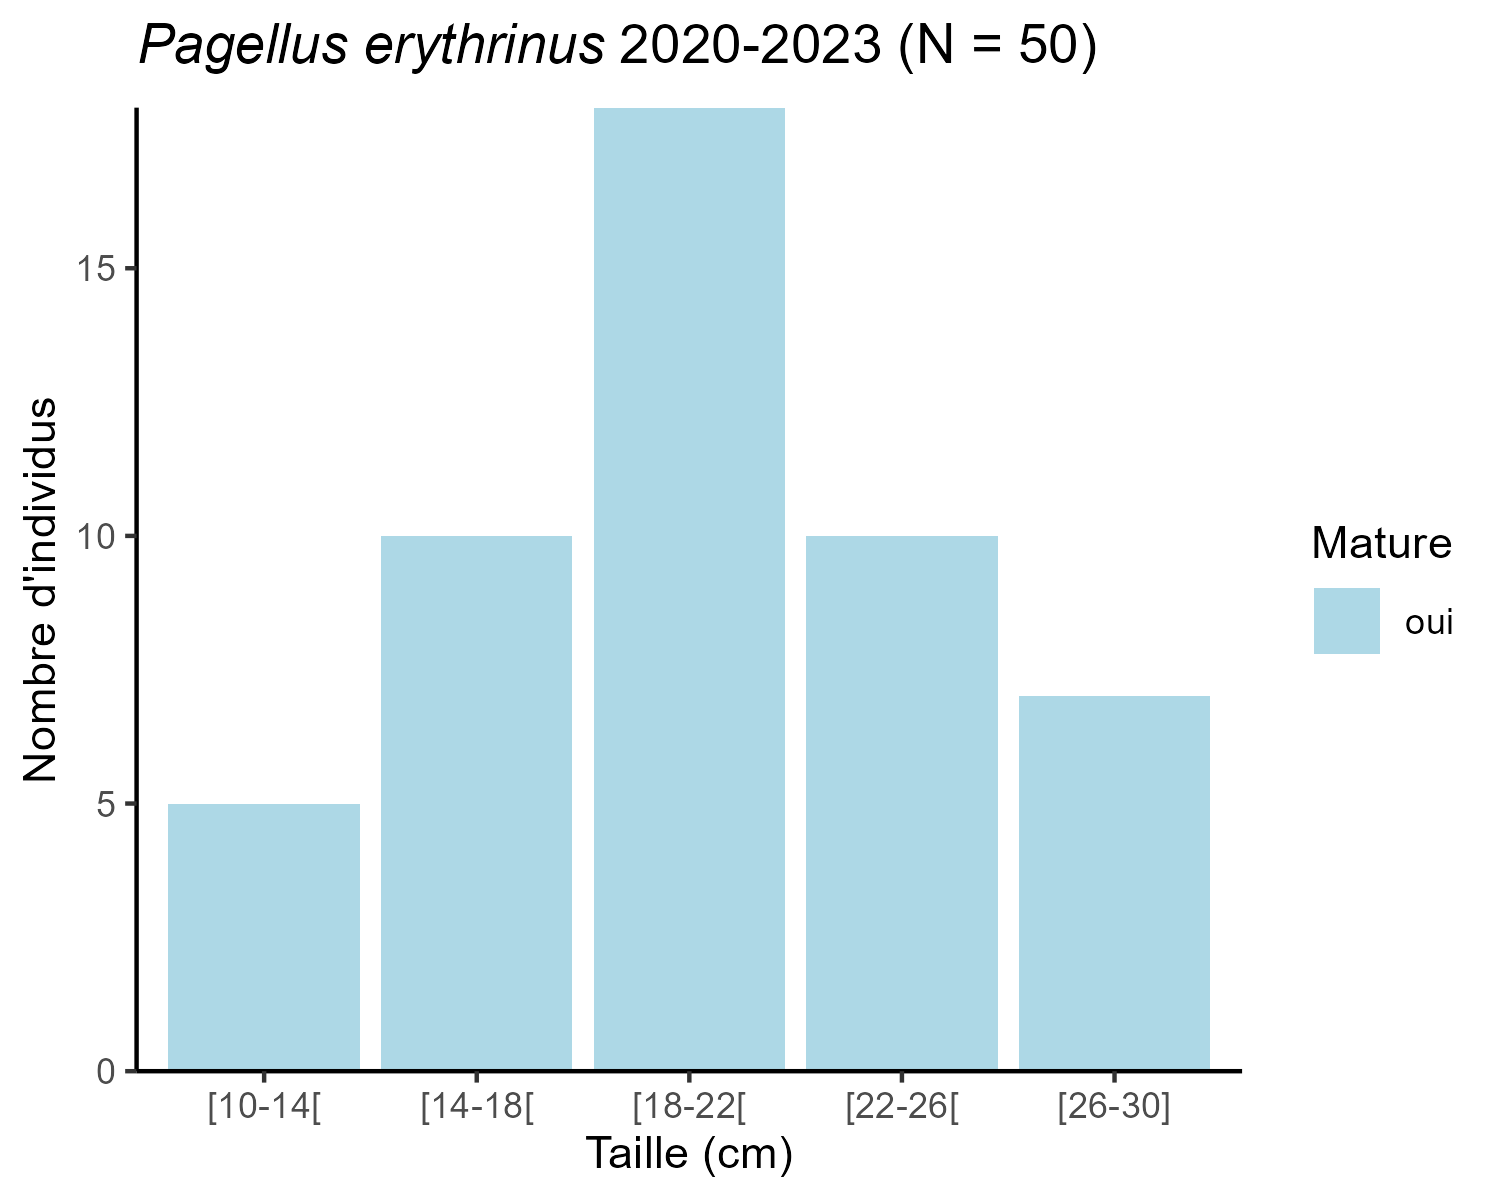 Pagellus erythrinus 2020-2023 (N = 50)
Nombre d'individus
15
10
5
0
[10-14[ [14-18[ [18-22[ [22-26[ [26-30]
Taille (cm)
Mature
oui